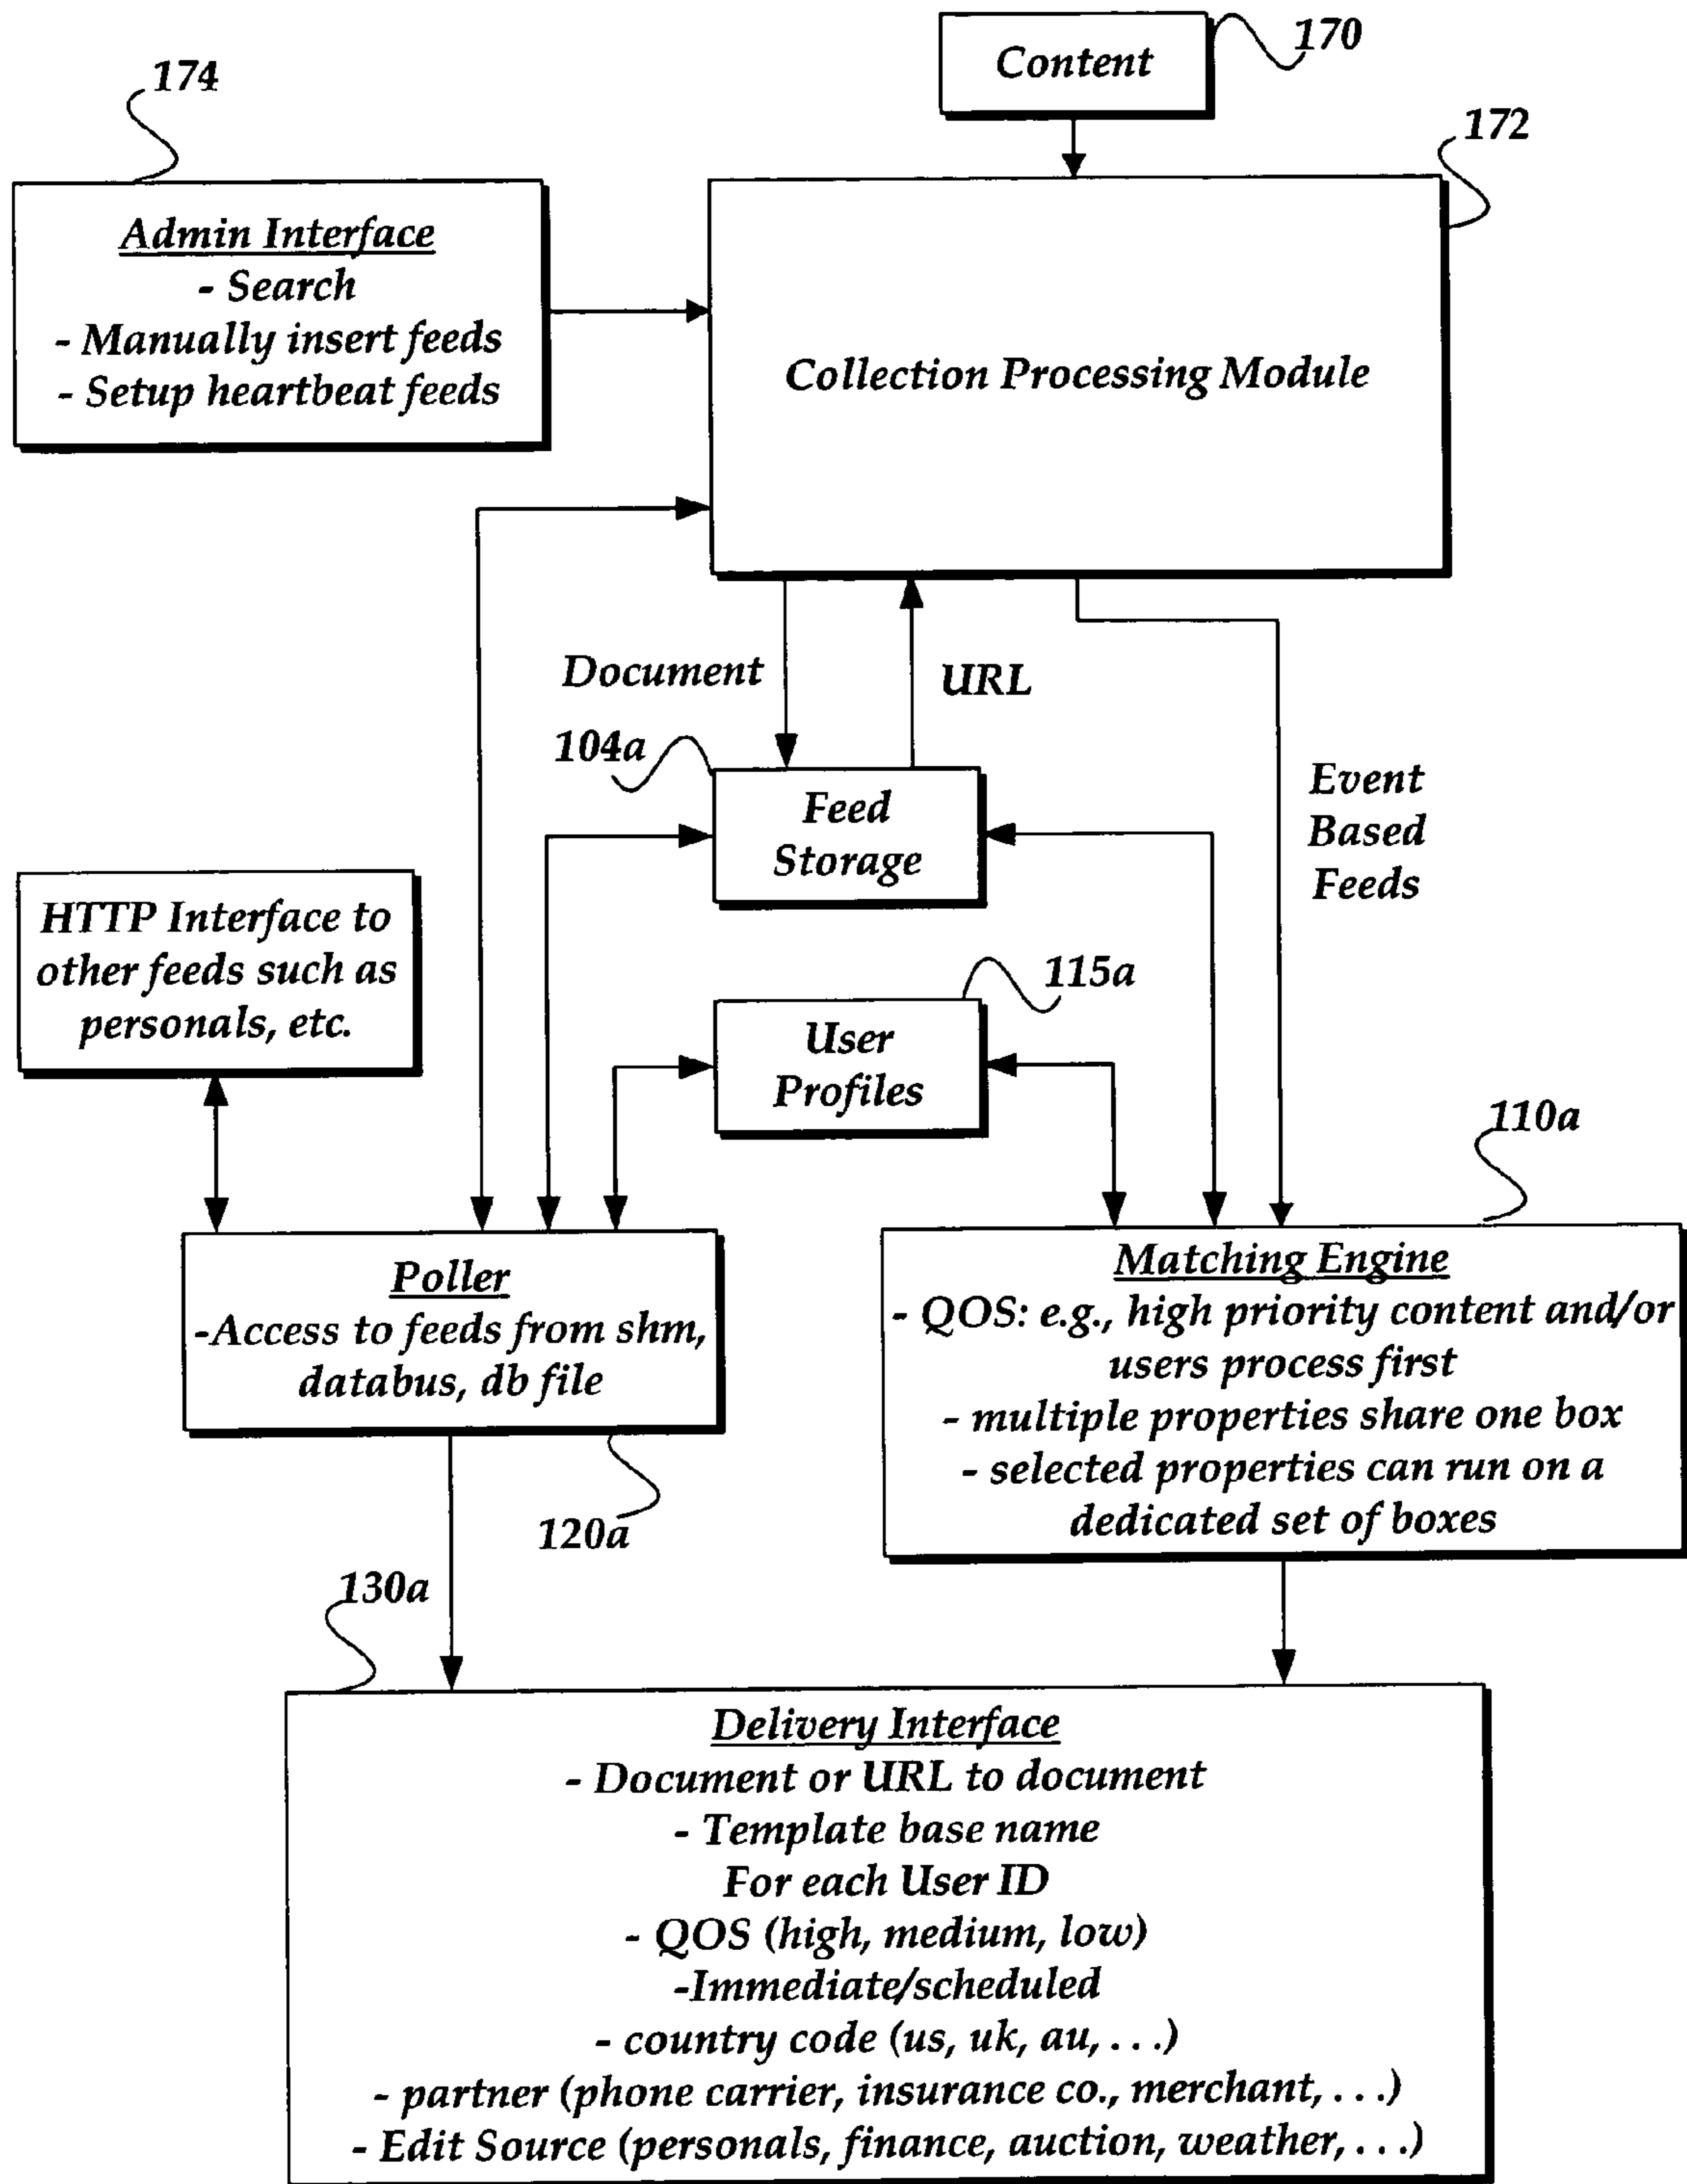 170
Content
174
172
Admin Interface
- Search
- Manually insert feeds
- Setup heartbeat feeds
Collection Processing Module
Document
URL
104a
Feed
Storage
Event
Based
Feeds
HTTP Interface to
other feeds such as
personals, etc.
115a
User
Profiles
110a
Poller
-Access to feeds from shm,
databus, db file
Matching Engine
- QOS: e.g., high priority content and/or
users process first
- multiple properties share one box
- selected properties can run on a
dedicated set of boxes
120a
130a
Delivery Interface
- Document or URL to document
- Template base name
For each User ID
- QOS (high, medium, low)
-Immediate/scheduled
- country code (us, uk, au, . . .)
- partner (phone carrier, insurance co., merchant, . . .)
- Edit Source (personals, finance, auction, weather, . . .)